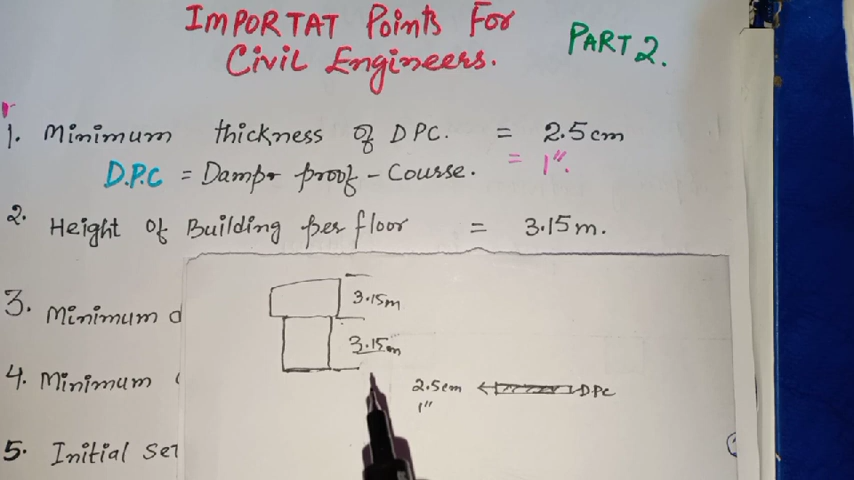 IMPORTAT Points For
Civil Engineers.
PART 2.
1. Minimum thickness of DPC. = 2.5cm
= 1".
D.P.C = Damp proof - Course.
2. Height of Building per floor = 3.15m.
3. Minimum
4. Minimum
5. Initial Set
3.15m
3.15m
2.5cm
1"
DPC